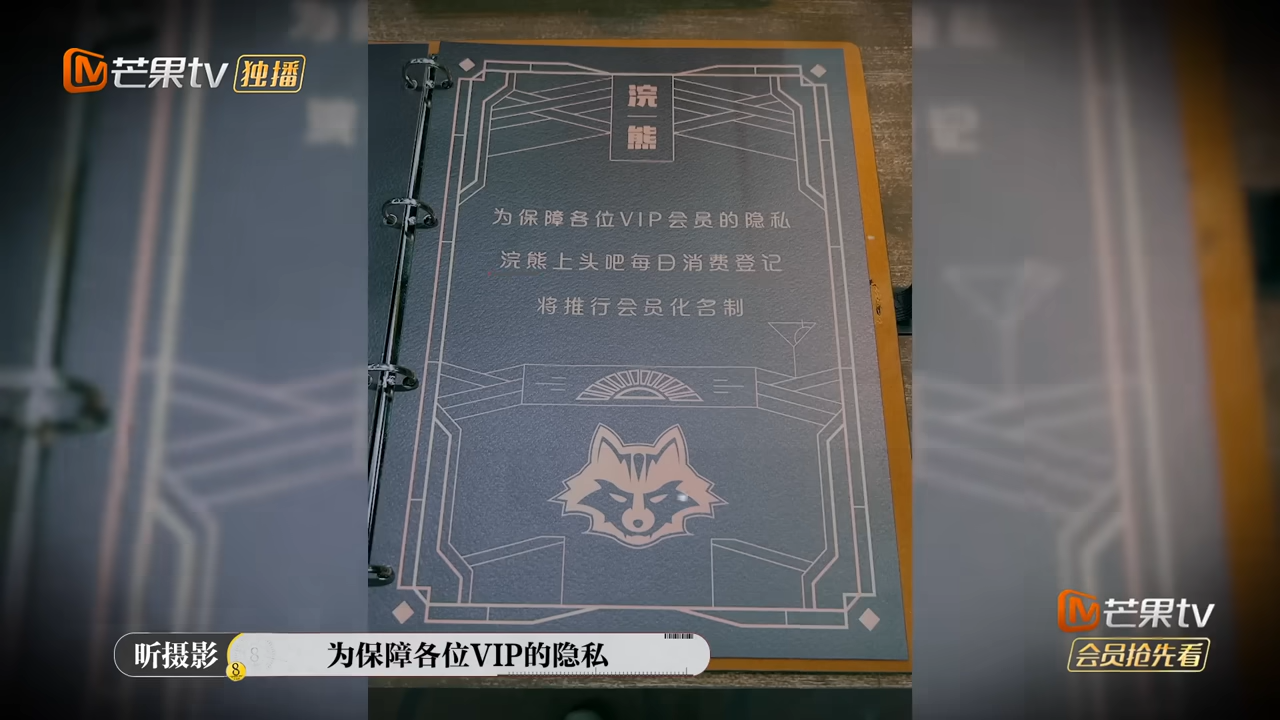 芒果tv 独播
浣
熊
为保障各位VIP会员的隐私
浣熊上头吧每日消费登记
将推行会员化名制
芒果tv
会员抢先看
昕摄影
8
为保障各位VIP的隐私